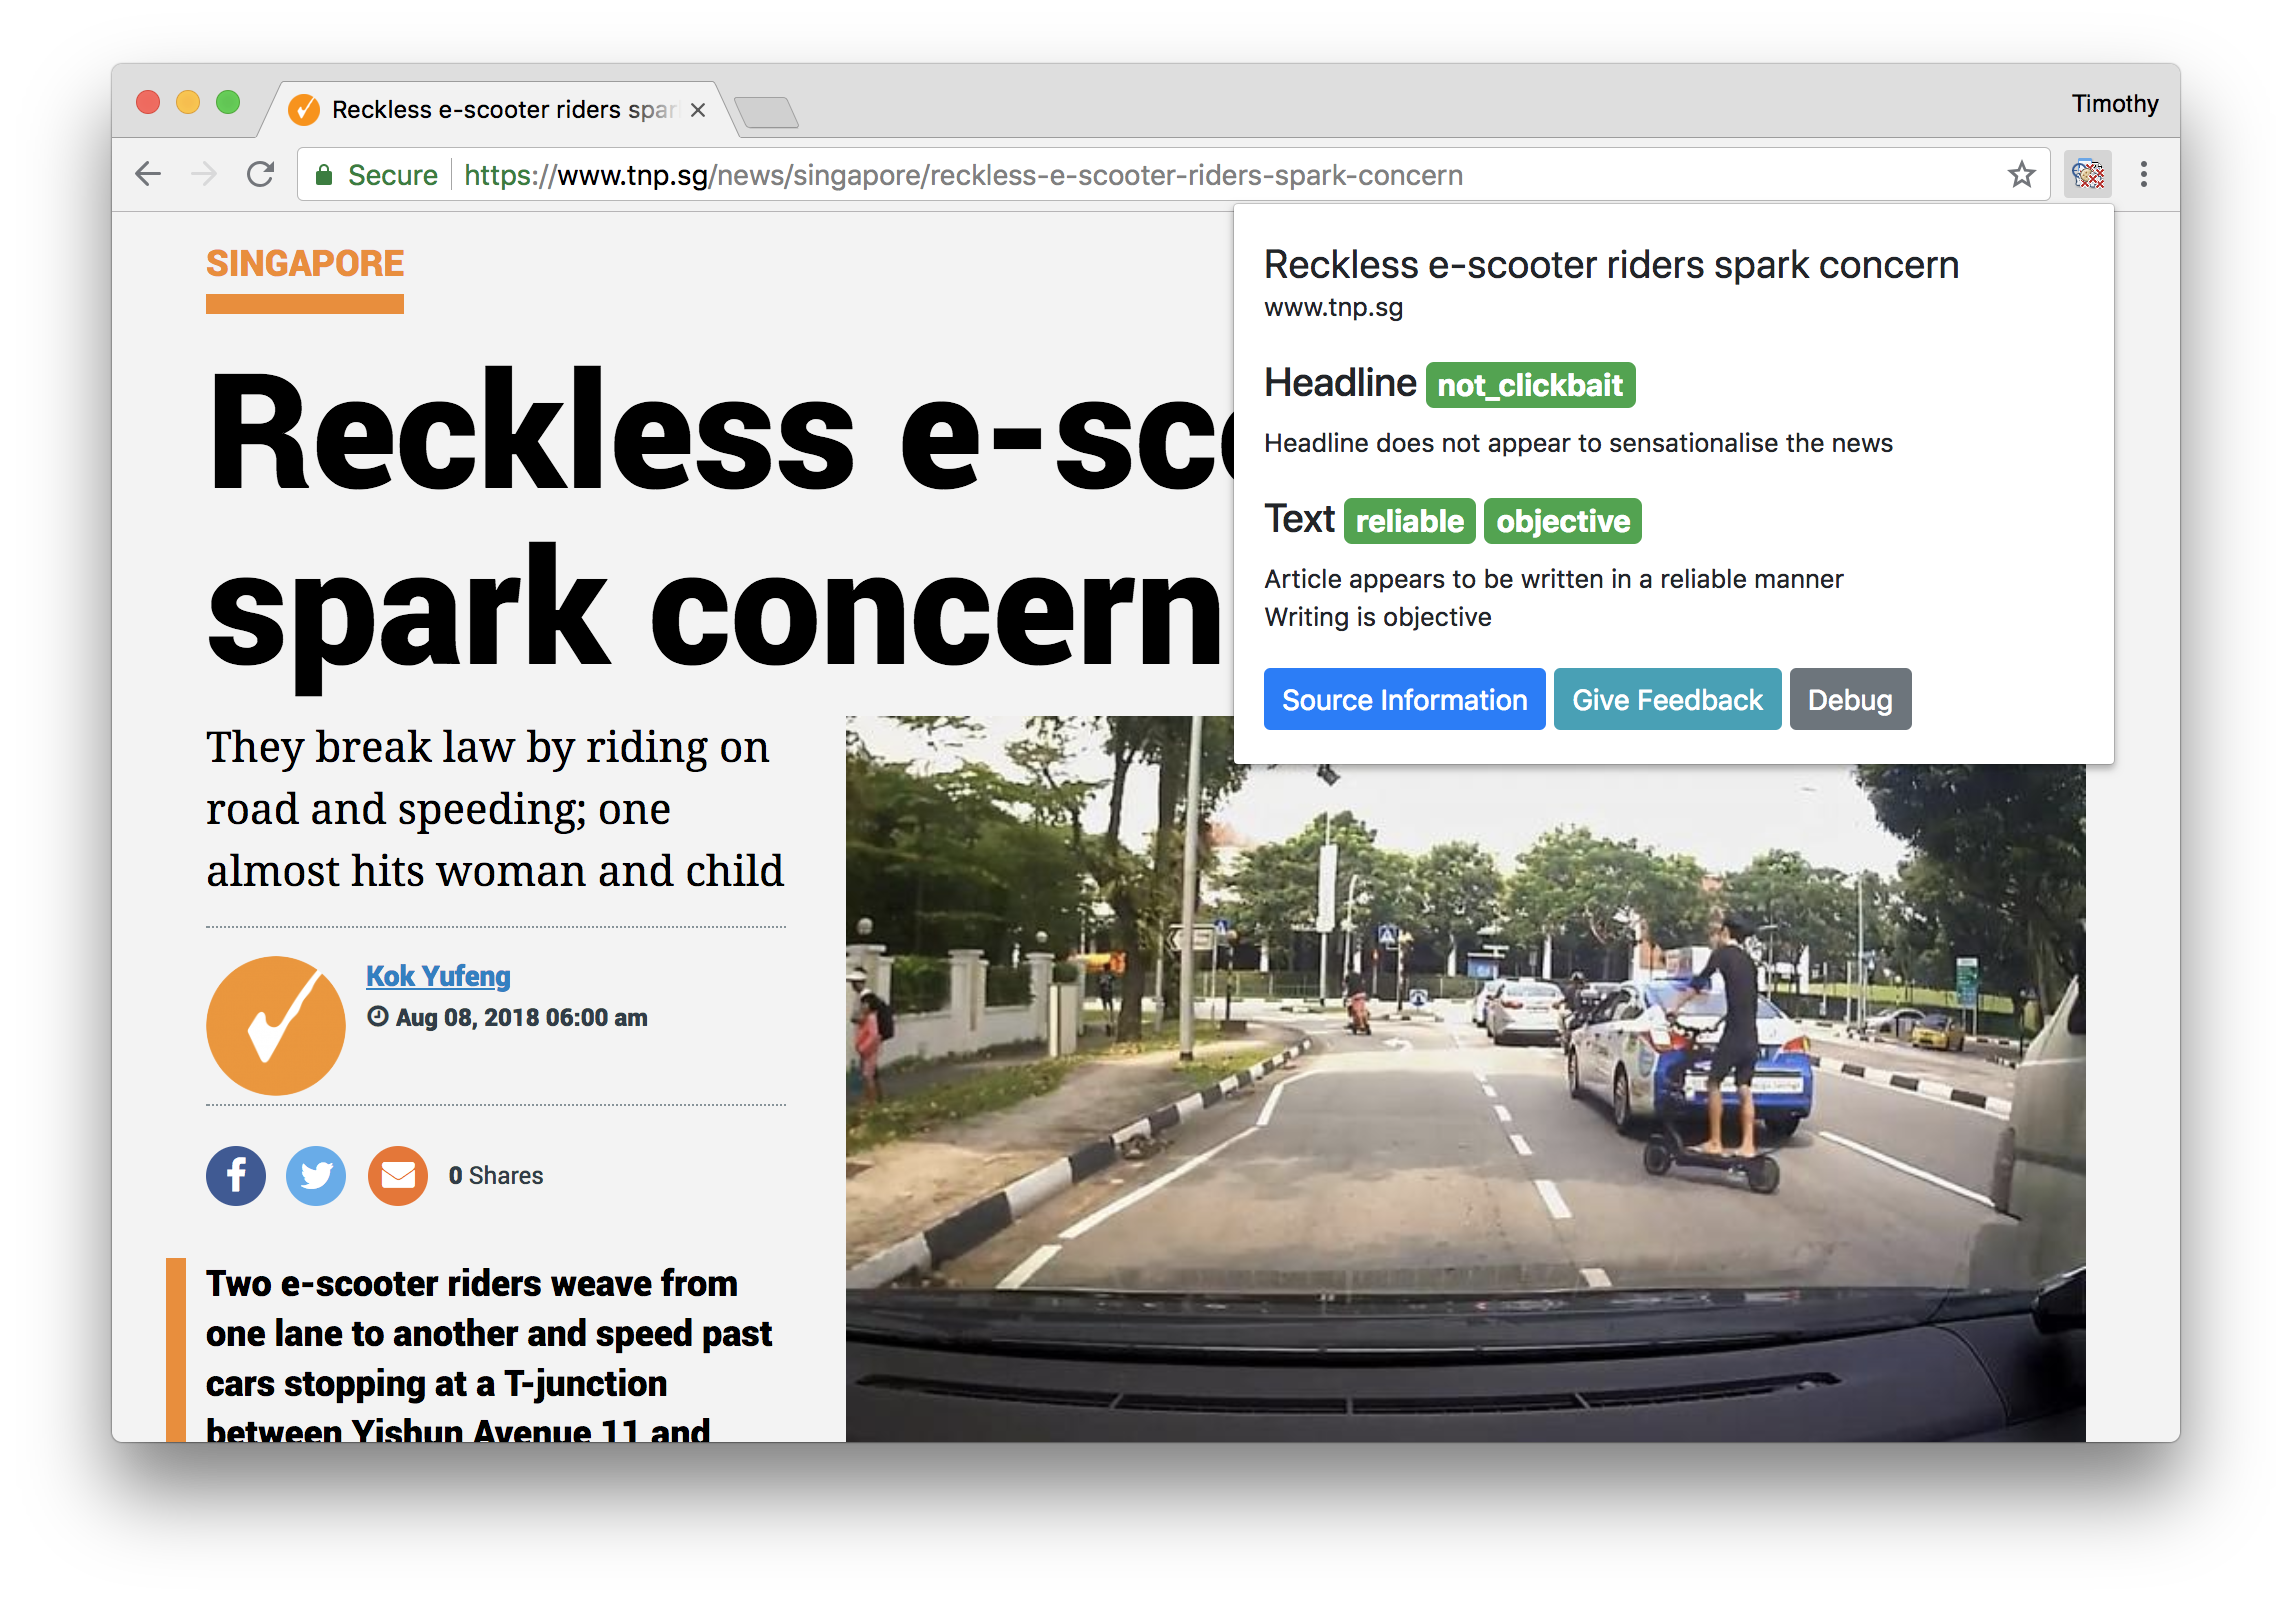 Reckless e-scooter riders spar
Timothy
Secure
https://www.tnp.sg/news/singapore/reckless-e-scooter-riders-spark-concern
SINGAPORE
Reckless e-sco
spark concern
They break law by riding on
road and speeding; one
almost hits woman and child
Kok Yufeng
Aug 08, 2018 06:00 am
0 Shares
Two e-scooter riders weave from
one lane to another and speed past
cars stopping at a T-junction
between Yishun Avenue 11 and
Reckless e-scooter riders spark concern
www.tnp.sg
Headline not_clickbait
Headline does not appear to sensationalise the news
Text reliable objective
Article appears to be written in a reliable manner
Writing is objective
Source Information Give Feedback Debug